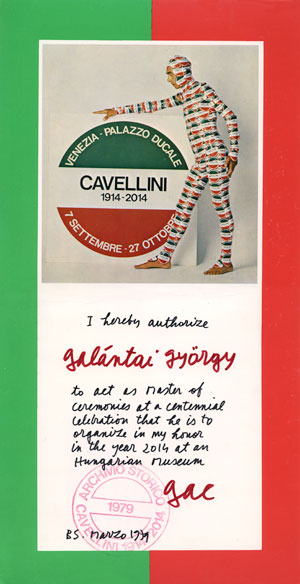 VENEZIA - PALAZZO DUCALE
CAVELLINI
1914-2014
7 SETTEMBRE - 27 OTTOBRE
I hereby authorize
galántai györgy
to act as master of
ceremonies at a centennial
celebration that he is to
organize in my honor
in the year 2014 at an
Hungarian Museum
gac
ARCHIVIO STORICO
1979
CAVELLINI 1914-2014
BS. Marzo 1979